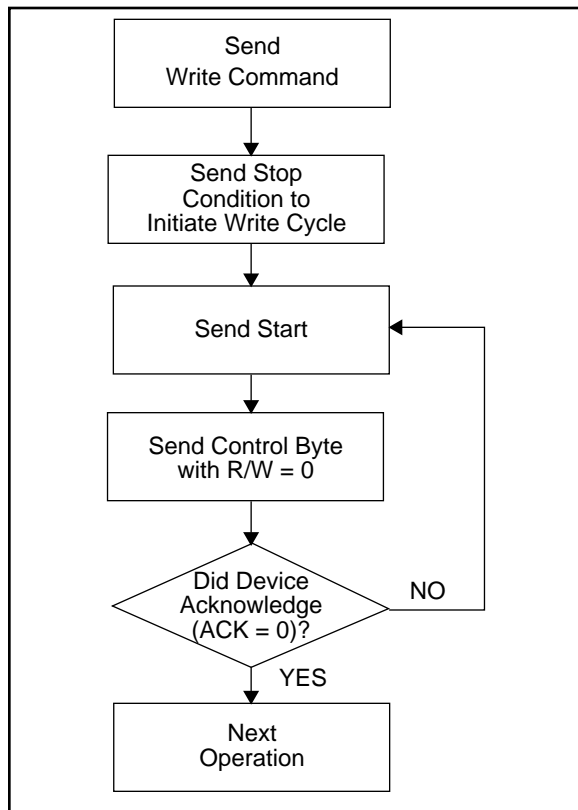 Send
Write Command
Send Stop
Condition to
Initiate Write Cycle
Send Start
Send Control Byte
with R/W = 0
Did Device
Acknowledge
(ACK = 0)?
NO
YES
Next
Operation